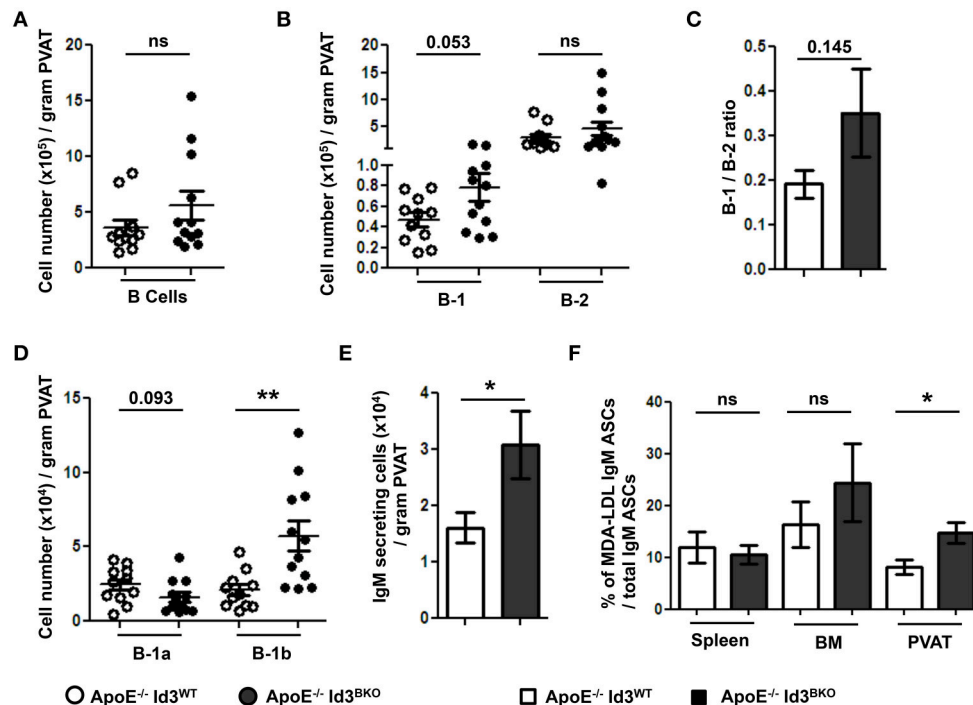 A
Cell number (x10⁵) / gram PVAT
20
15
10
5
0
ns
B Cells
B
Cell number (x10⁵) / gram PVAT
20
15
10
5
1.0
0.8
0.6
0.4
0.2
0.0
0.053
ns
B-1
B-2
C
B-1 / B-2 ratio
0.5
0.4
0.3
0.2
0.1
0.0
0.145
D
Cell number (x10⁴) / gram PVAT
15
10
5
0
0.093
**
B-1a
B-1b
E
IgM secreting cells (x10⁴)
/ gram PVAT
4
3
2
1
0
*
F
% of MDA-LDL IgM ASCs
/ total IgM ASCs
40
30
20
10
0
ns
ns
*
Spleen
BM
PVAT
ApoE⁻/⁻ Id3ᵂᵀ
ApoE⁻/⁻ Id3ᴮᴷᴼ
ApoE⁻/⁻ Id3ᵂᵀ
ApoE⁻/⁻ Id3ᴮᴷᴼ